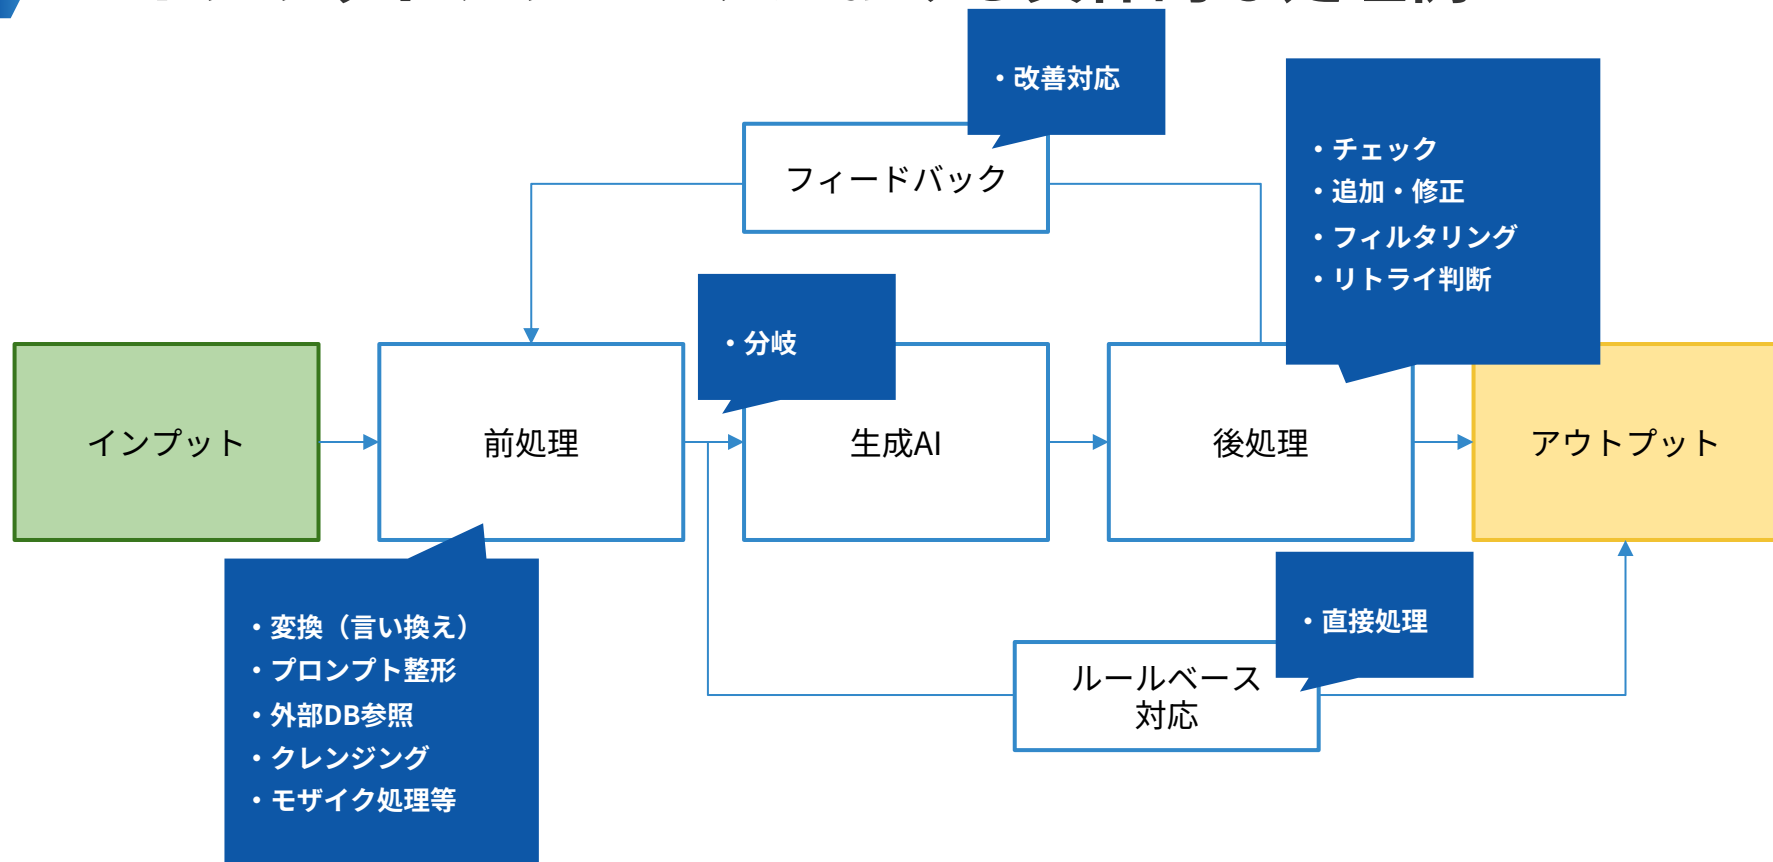 ・改善対応
・チェック
・追加・修正
・フィルタリング
・リトライ判断
フィードバック
・分岐
インプット
前処理
生成AI
後処理
アウトプット
・変換（言い換え）
・プロンプト整形
・外部DB参照
・クレンジング
・モザイク処理等
・直接処理
ルールベース
対応